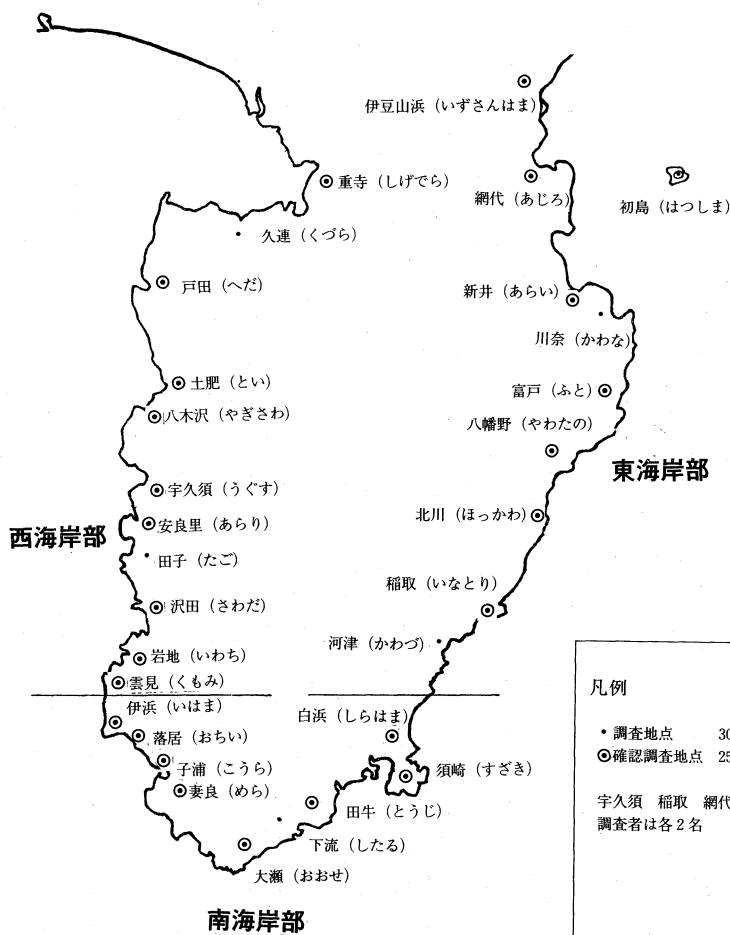 伊豆山浜（いずさんはま）
重寺（しげでら）
網代（あじろ）
初島（はつしま）
久連（くづら）
戸田（へだ）
新井（あらい）
川奈（かわな）
土肥（とい）
富戸（ふと）
八木沢（やぎさわ）
八幡野（やわたの）
東海岸部
宇久須（うぐす）
安良里（あらり）
北川（ほっかわ）
西海岸部
田子（たご）
稲取（いなとり）
沢田（さわだ）
河津（かわづ）
岩地（いわち）
雲見（くもみ）
伊浜（いはま）
白浜（しらはま）
落居（おちい）
子浦（こうら）
須崎（すざき）
妻良（めら）
田牛（とうじ）
下流（したる）
大瀬（おおせ）
南海岸部
凡例
・調査地点 30
◎確認調査地点 25
宇久須 稲取 網代
調査者は各2名